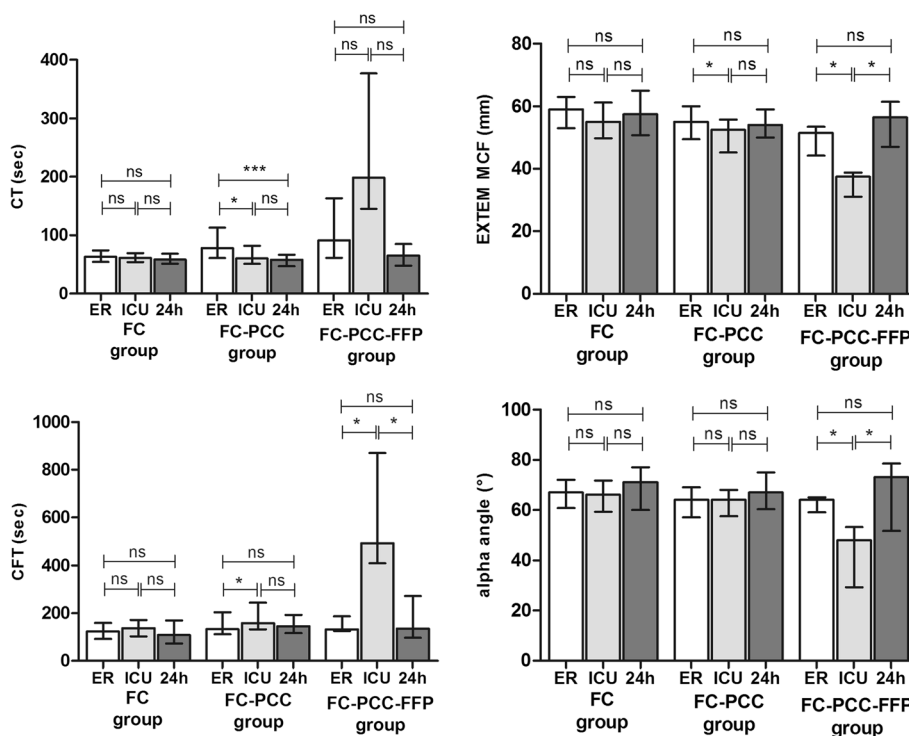 ns
ns
ns
ns
***
ns
ns
*
ns
ns
CT (sec)
400
300
200
100
0
ER ICU 24h ER ICU 24h ER ICU 24h
FC FC-PCC FC-PCC-FFP
group group group
ns
ns
ns
ns
ns
*
ns
*
*
EXTEM MCF (mm)
80
60
40
20
0
ER ICU 24h ER ICU 24h ER ICU 24h
FC FC-PCC FC-PCC-FFP
group group group
ns
*
*
ns
ns
ns
ns
*
ns
CFT (sec)
1000
800
600
400
200
0
ER ICU 24h ER ICU 24h ER ICU 24h
FC FC-PCC FC-PCC-FFP
group group group
ns
ns
ns
ns
ns
ns
ns
*
*
alpha angle (°)
100
80
60
40
20
0
ER ICU 24h ER ICU 24h ER ICU 24h
FC FC-PCC FC-PCC-FFP
group group group